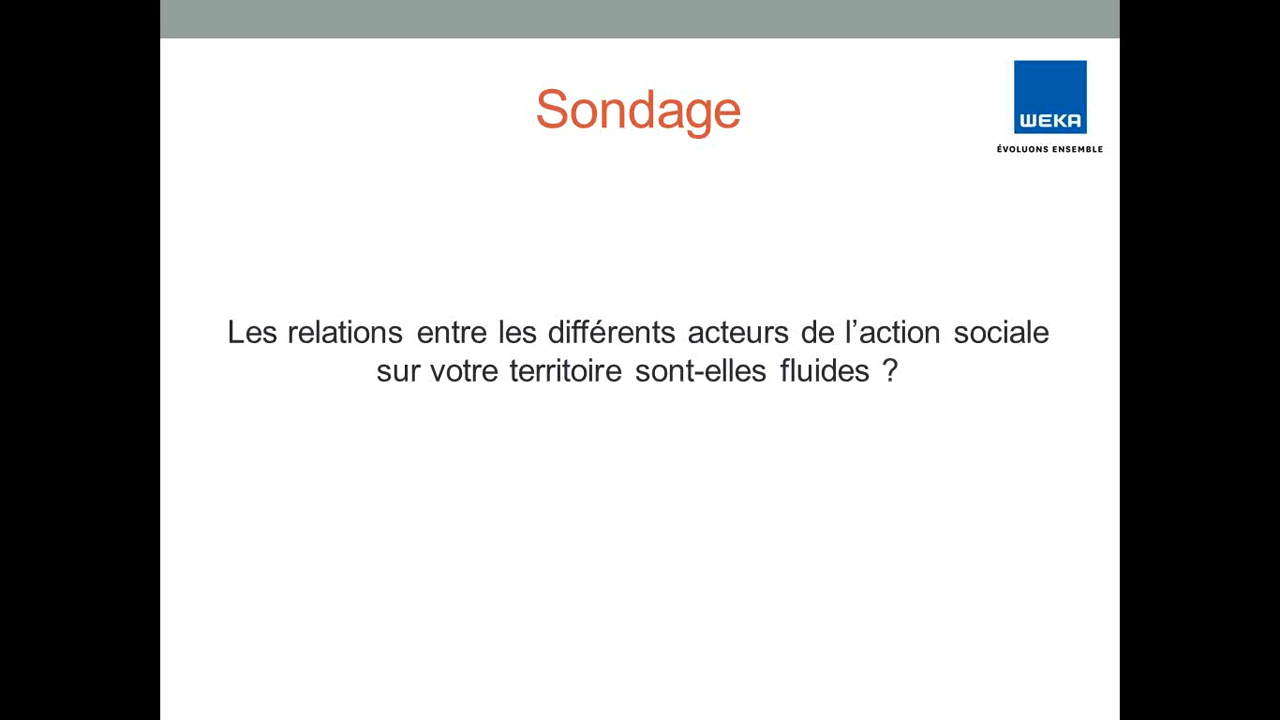 Sondage
WEKA
ÉVOLUONS ENSEMBLE
Les relations entre les différents acteurs de l’action sociale
sur votre territoire sont-elles fluides ?